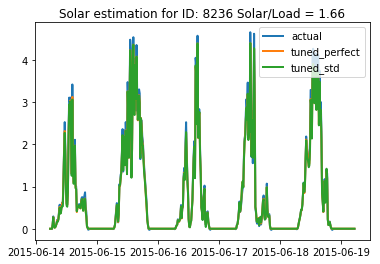 Solar estimation for ID: 8236 Solar/Load = 1.66
actual
tuned_perfect
tuned_std
4
3
2
1
0
2015-06-14
2015-06-15
2015-06-16
2015-06-17
2015-06-18
2015-06-19